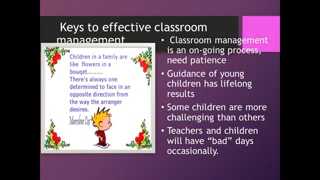 Keys to effective classroom
management
Children in a family are
like flowers in a
bouqet.........
There's always one
determined to face in an
opposite direction from
the way the arranger
desires.
• Classroom management
is an on-going process,
need patience
• Guidance of young
children has lifelong
results
• Some children are more
challenging than others
• Teachers and children
will have “bad” days
occasionally.